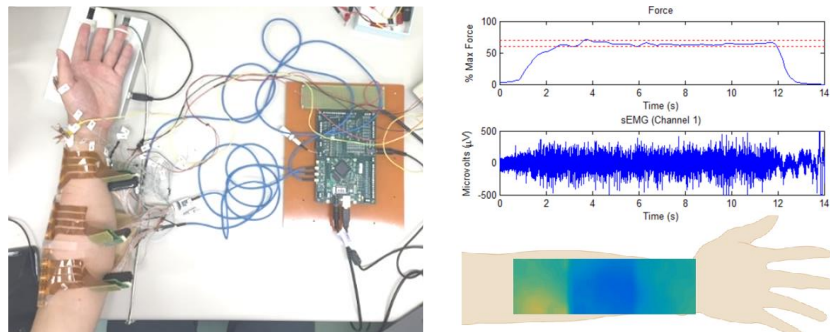 Force
100
50
0
% Max Force
0 2 4 6 8 10 12 14
Time (s)
sEMG (Channel 1)
500
0
-500
Microvolts (μV)
0 2 4 6 8 10 12 14
Time (s)